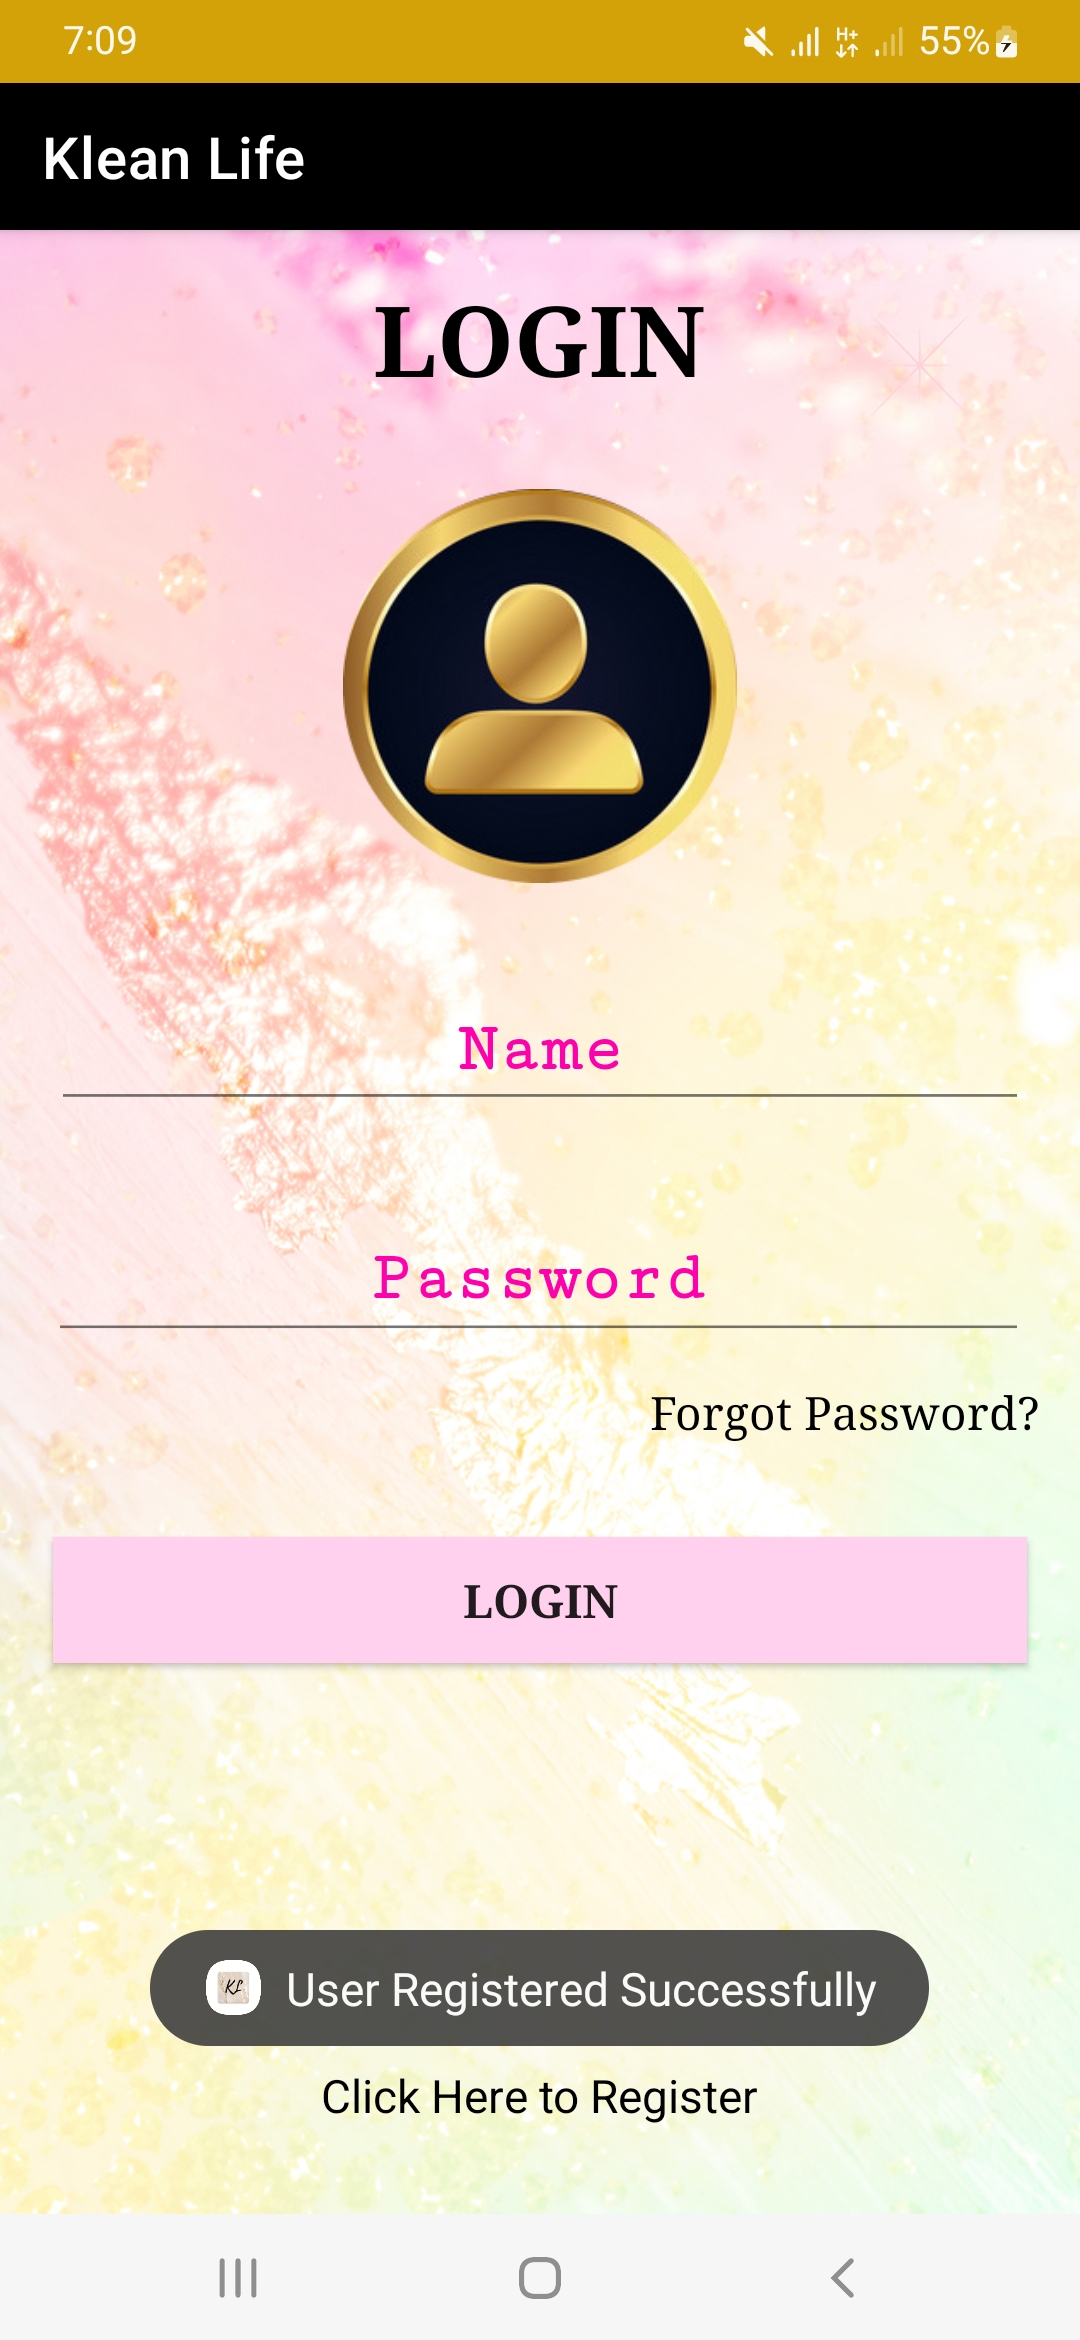 7:09 H+ 55%
Klean Life
LOGIN
Name
Password
Forgot Password?
LOGIN
KL User Registered Successfully
Click Here to Register